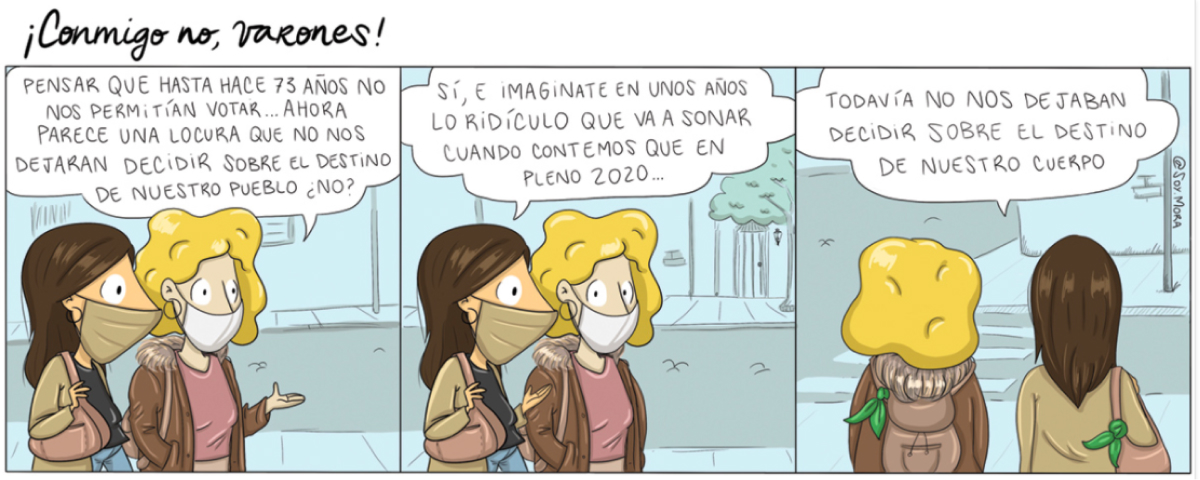 ¡Conmigo no, varones!
PENSAR QUE HASTA HACE 73 AÑOS NO
NOS PERMITÍAN VOTAR... AHORA
PARECE UNA LOCURA QUE NO NOS
DEJARAN DECIDIR SOBRE EL DESTINO
DE NUESTRO PUEBLO ¿NO?
SÍ, E IMAGINATE EN UNOS AÑOS
LO RIDÍCULO QUE VA A SONAR
CUANDO CONTEMOS QUE EN
PLENO 2020...
TODAVÍA NO NOS DEJABAN
DECIDIR SOBRE EL DESTINO
DE NUESTRO CUERPO
@SOY MORA